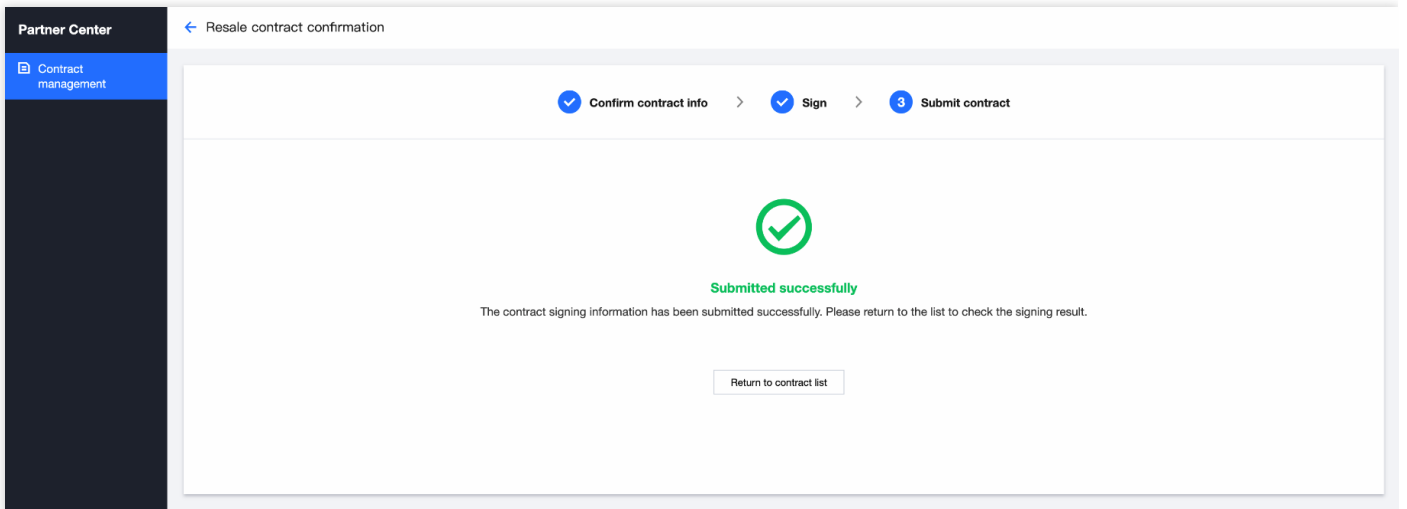 Partner Center
Resale contract confirmation
Contract
management
Confirm contract info
Sign
3
Submit contract
Submitted successfully
The contract signing information has been submitted successfully. Please return to the list to check the signing result.
Return to contract list